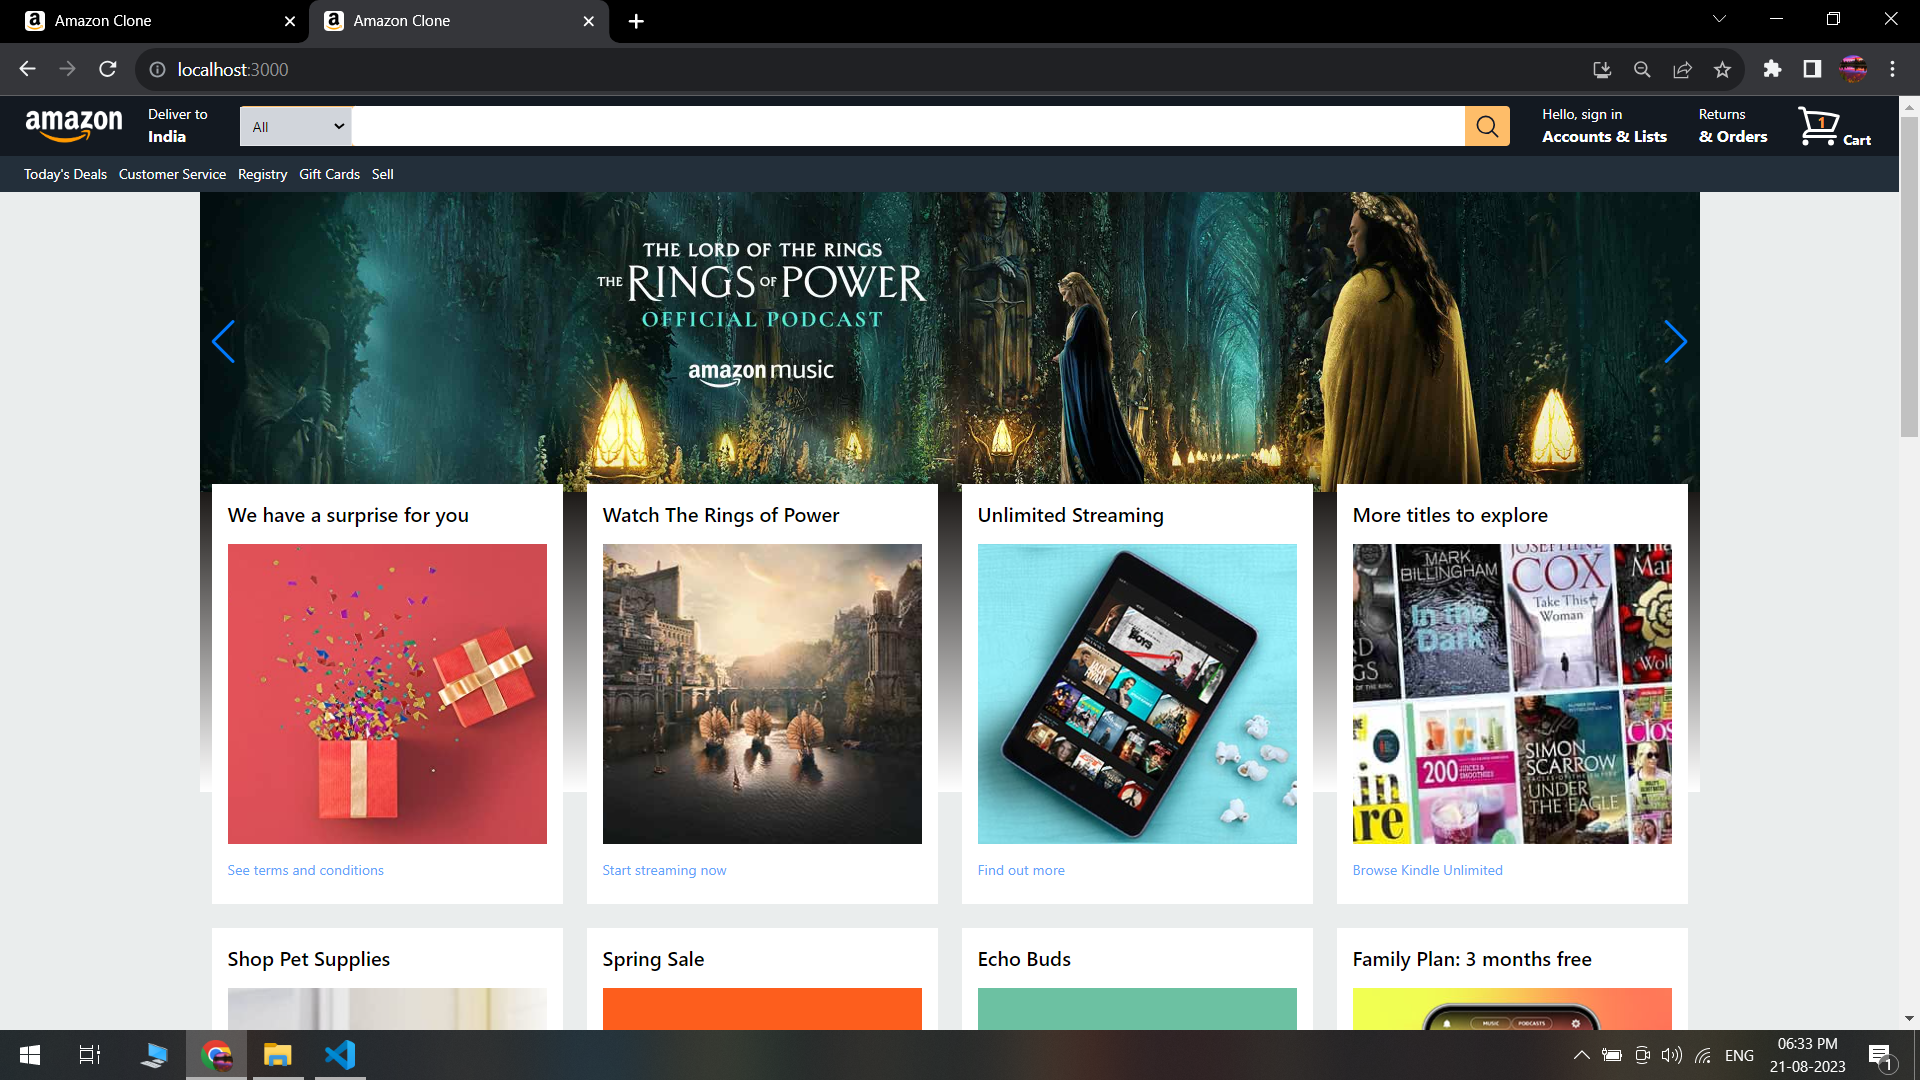 Amazon Clone
Amazon Clone
localhost:3000
amazon
Deliver to
India
All
Hello, sign in
Accounts & Lists
Returns
& Orders
1
Cart
Today's Deals Customer Service Registry Gift Cards Sell
THE LORD OF THE RINGS
THE RINGS OF POWER
OFFICIAL PODCAST
amazon music
We have a surprise for you
Watch The Rings of Power
Unlimited Streaming
More titles to explore
MARK
BILLINGHAM
In the
Dark
JOSEPHINE
COX
Take This
Woman
200
JUICES &
SMOOTHIES
SIMON
SCARROW
UNDER
THE EAGLE
See terms and conditions
Start streaming now
Find out more
Browse Kindle Unlimited
Shop Pet Supplies
Spring Sale
Echo Buds
Family Plan: 3 months free
MUSIC
PODCASTS
ENG
06:33 PM
21-08-2023
1